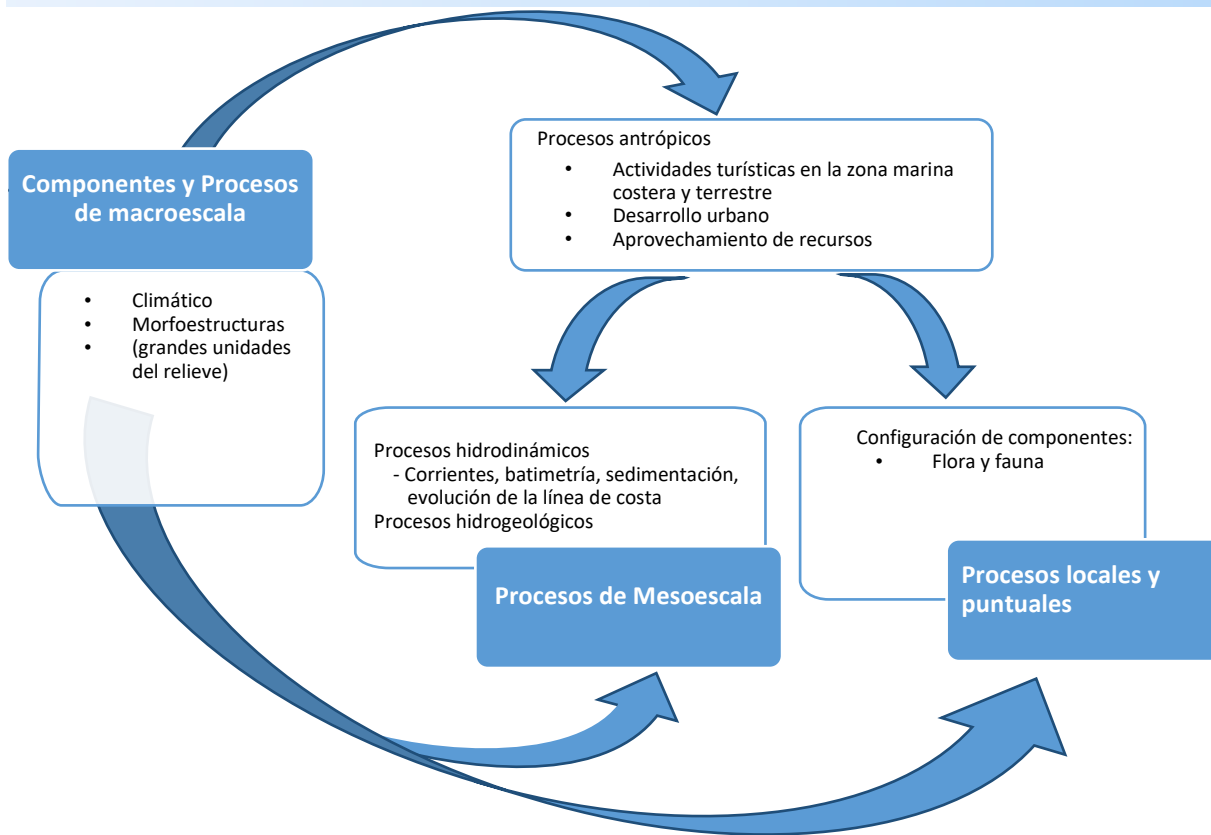 Componentes y Procesos
de macroescala
• Climático
• Morfoestructuras
• (grandes unidades
del relieve)
Procesos antrópicos
• Actividades turísticas en la zona marina
costera y terrestre
• Desarrollo urbano
• Aprovechamiento de recursos
Procesos hidrodinámicos
- Corrientes, batimetría, sedimentación,
evolución de la línea de costa
Procesos hidrogeológicos
Procesos de Mesoescala
Configuración de componentes:
• Flora y fauna
Procesos locales y
puntuales